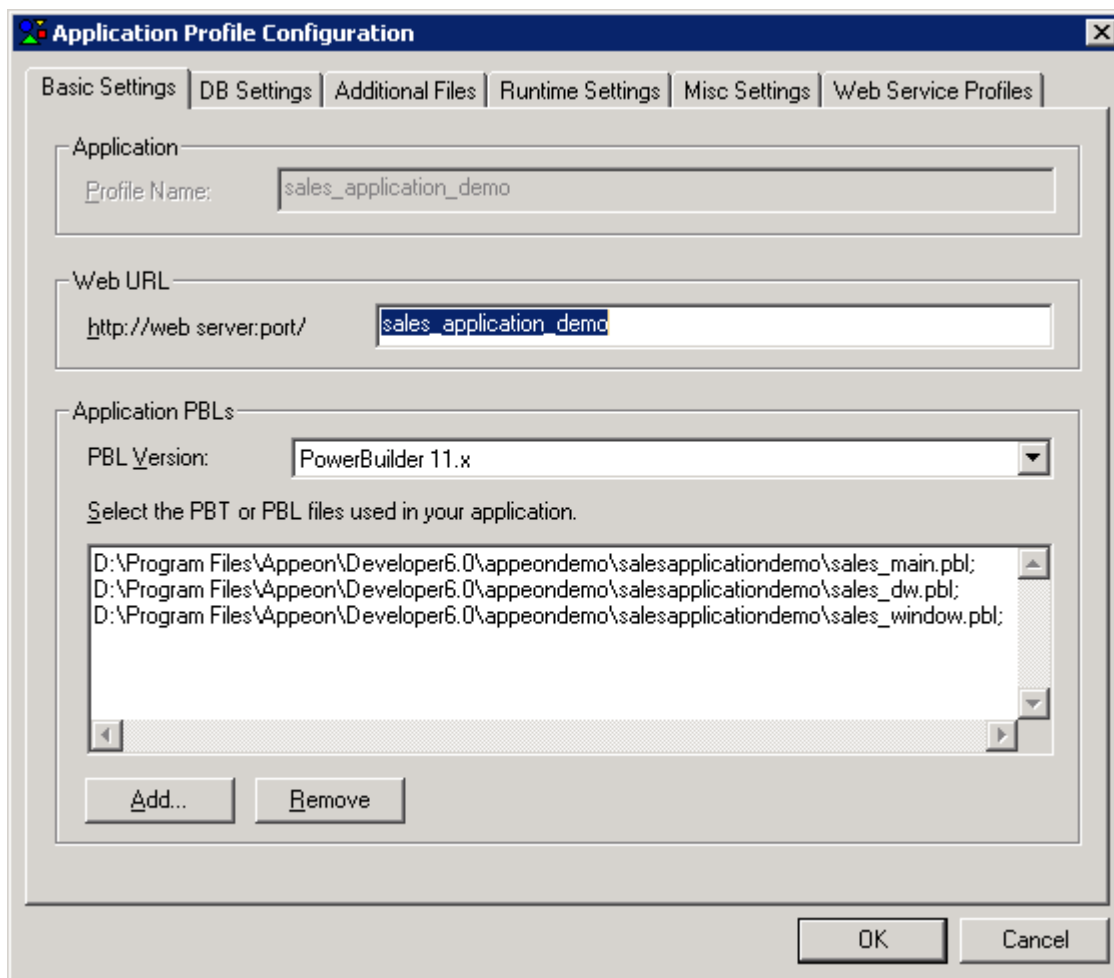 Application Profile Configuration
Basic Settings DB Settings Additional Files Runtime Settings Misc Settings Web Service Profiles
Application
Profile Name: sales_application_demo
Web URL
http://web server:port/ sales_application_demo
Application PBLs
PBL Version: PowerBuilder 11.x
Select the PBT or PBL files used in your application.
D:\Program Files\Appeon\Developer6.0\appeondemo\salesapplicationdemo\sales_main.pbl;
D:\Program Files\Appeon\Developer6.0\appeondemo\salesapplicationdemo\sales_dw.pbl;
D:\Program Files\Appeon\Developer6.0\appeondemo\salesapplicationdemo\sales_window.pbl;
Add... Remove
OK Cancel